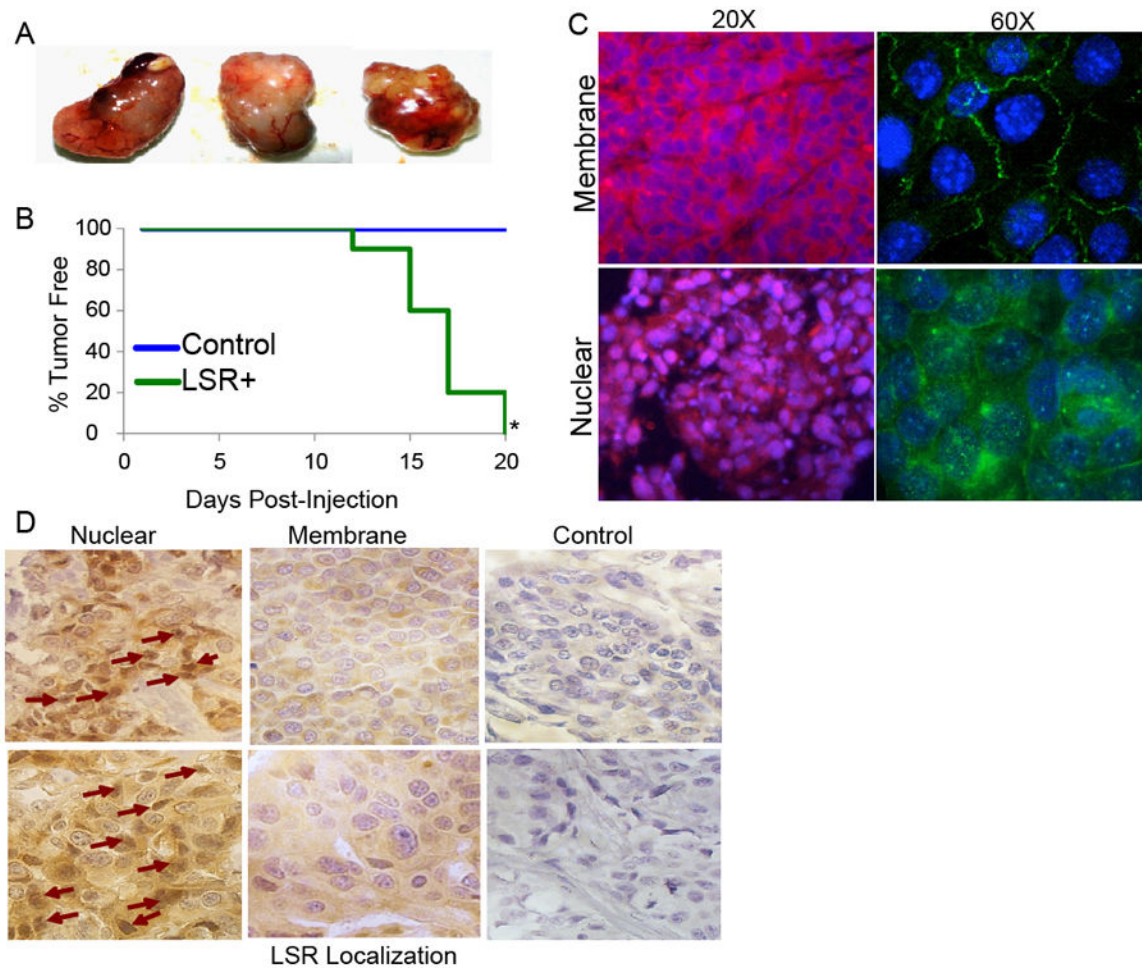 A
B
100
80
60
40
20
0
% Tumor Free
Control
LSR+
*
0
5
10
15
20
Days Post-Injection
C
20X
60X
Membrane
Nuclear
D
Nuclear
Membrane
Control
LSR Localization